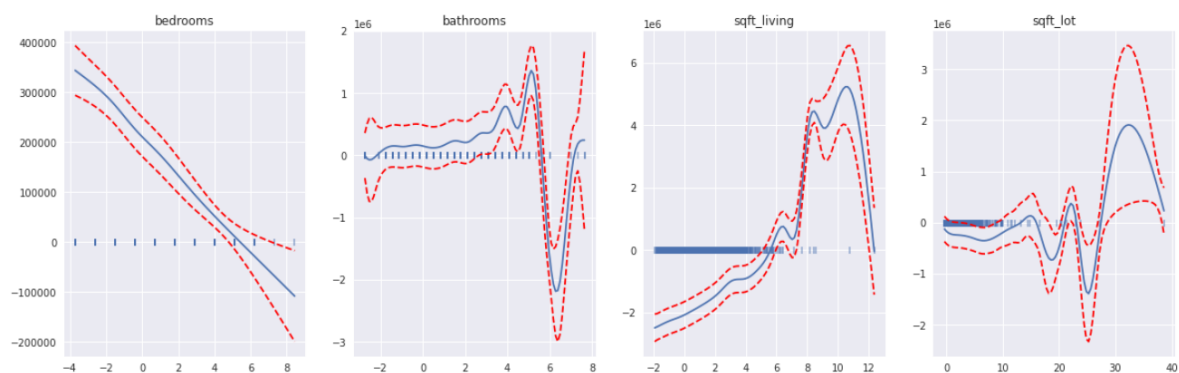 bedrooms
400000
300000
200000
100000
0
−100000
−200000
−4 −2 0 2 4 6 8
bathrooms
1e6
2
1
0
−1
−2
−3
−2 0 2 4 6 8
sqft_living
1e6
6
4
2
0
−2
−2 0 2 4 6 8 10 12
sqft_lot
1e6
3
2
1
0
−1
−2
0 10 20 30 40